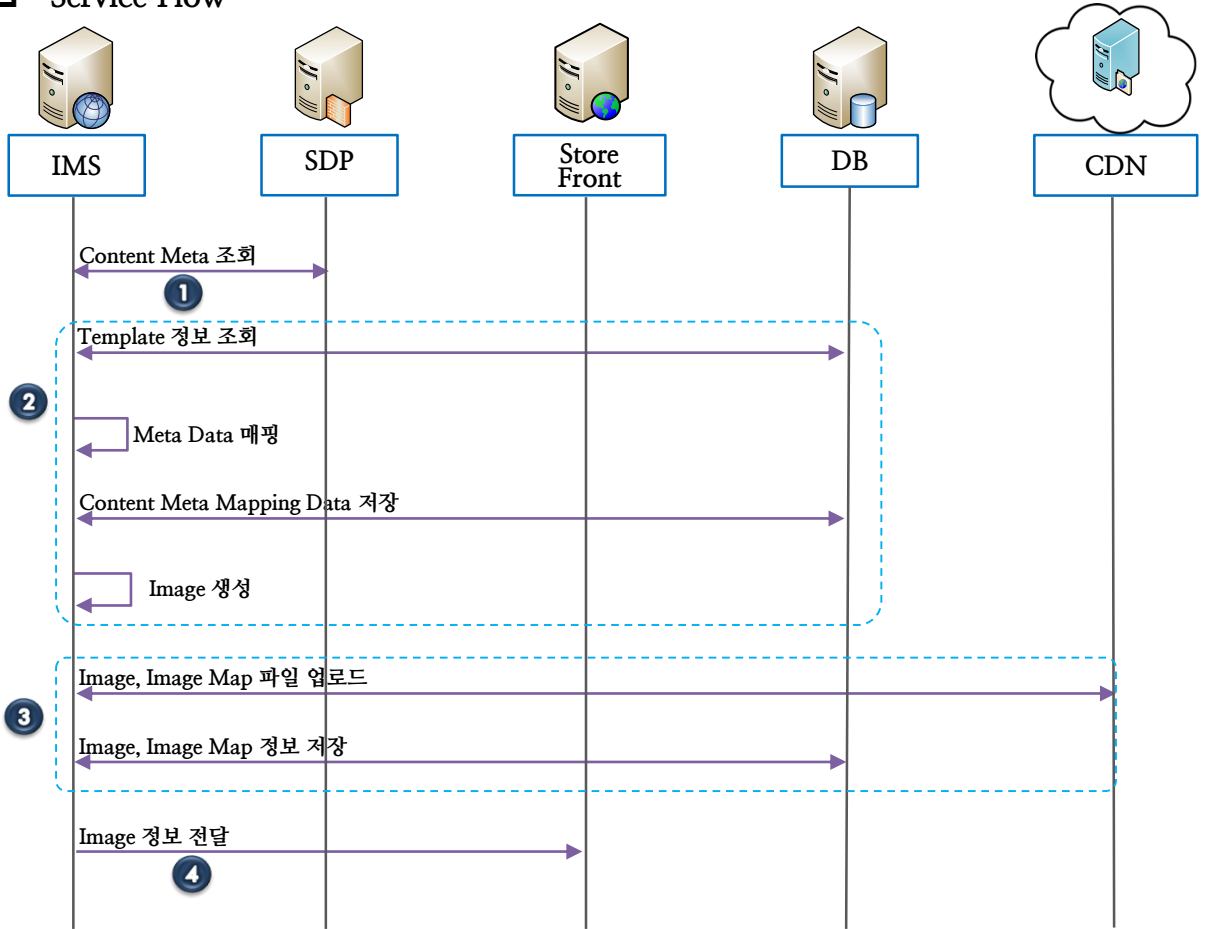 Service Flow
IMS
SDP
Store
Front
DB
CDN
Content Meta 조회
1
Template 정보 조회
2
Meta Data 매핑
Content Meta Mapping Data 저장
Image 생성
Image, Image Map 파일 업로드
3
Image, Image Map 정보 저장
Image 정보 전달
4